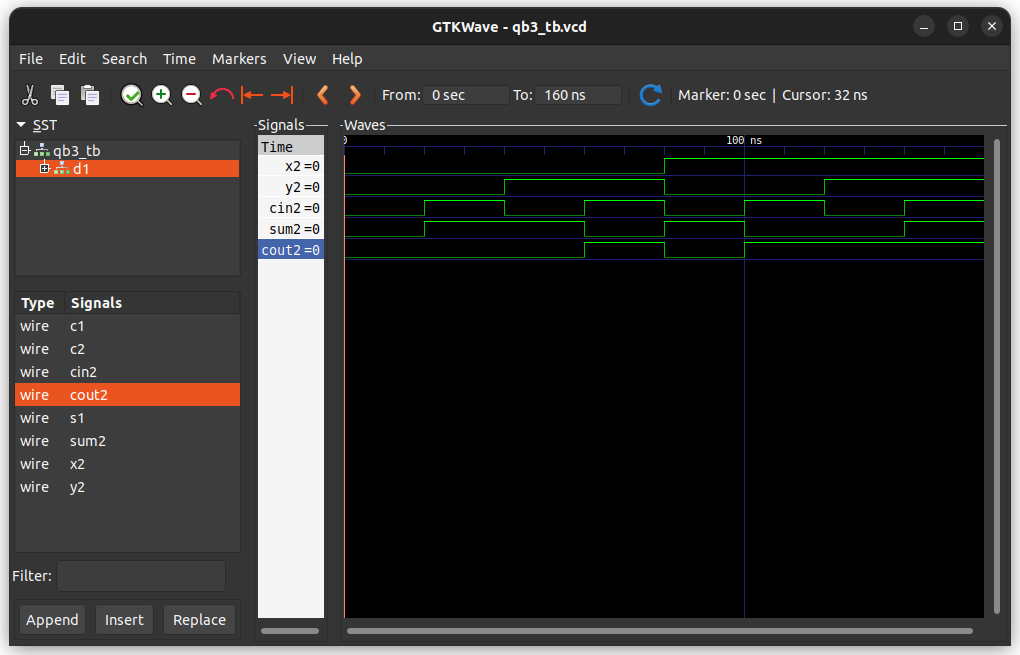 GTKWave - qb3_tb.vcd
File Edit Search Time Markers View Help
From: 0 sec To: 160 ns Marker: 0 sec | Cursor: 32 ns
SST
qb3_tb
d1
Type Signals
wire c1
wire c2
wire cin2
wire cout2
wire s1
wire sum2
wire x2
wire y2
Filter:
Append Insert Replace
Signals
Time
x2=0
y2=0
cin2=0
sum2=0
cout2=0
Waves
0 100 ns